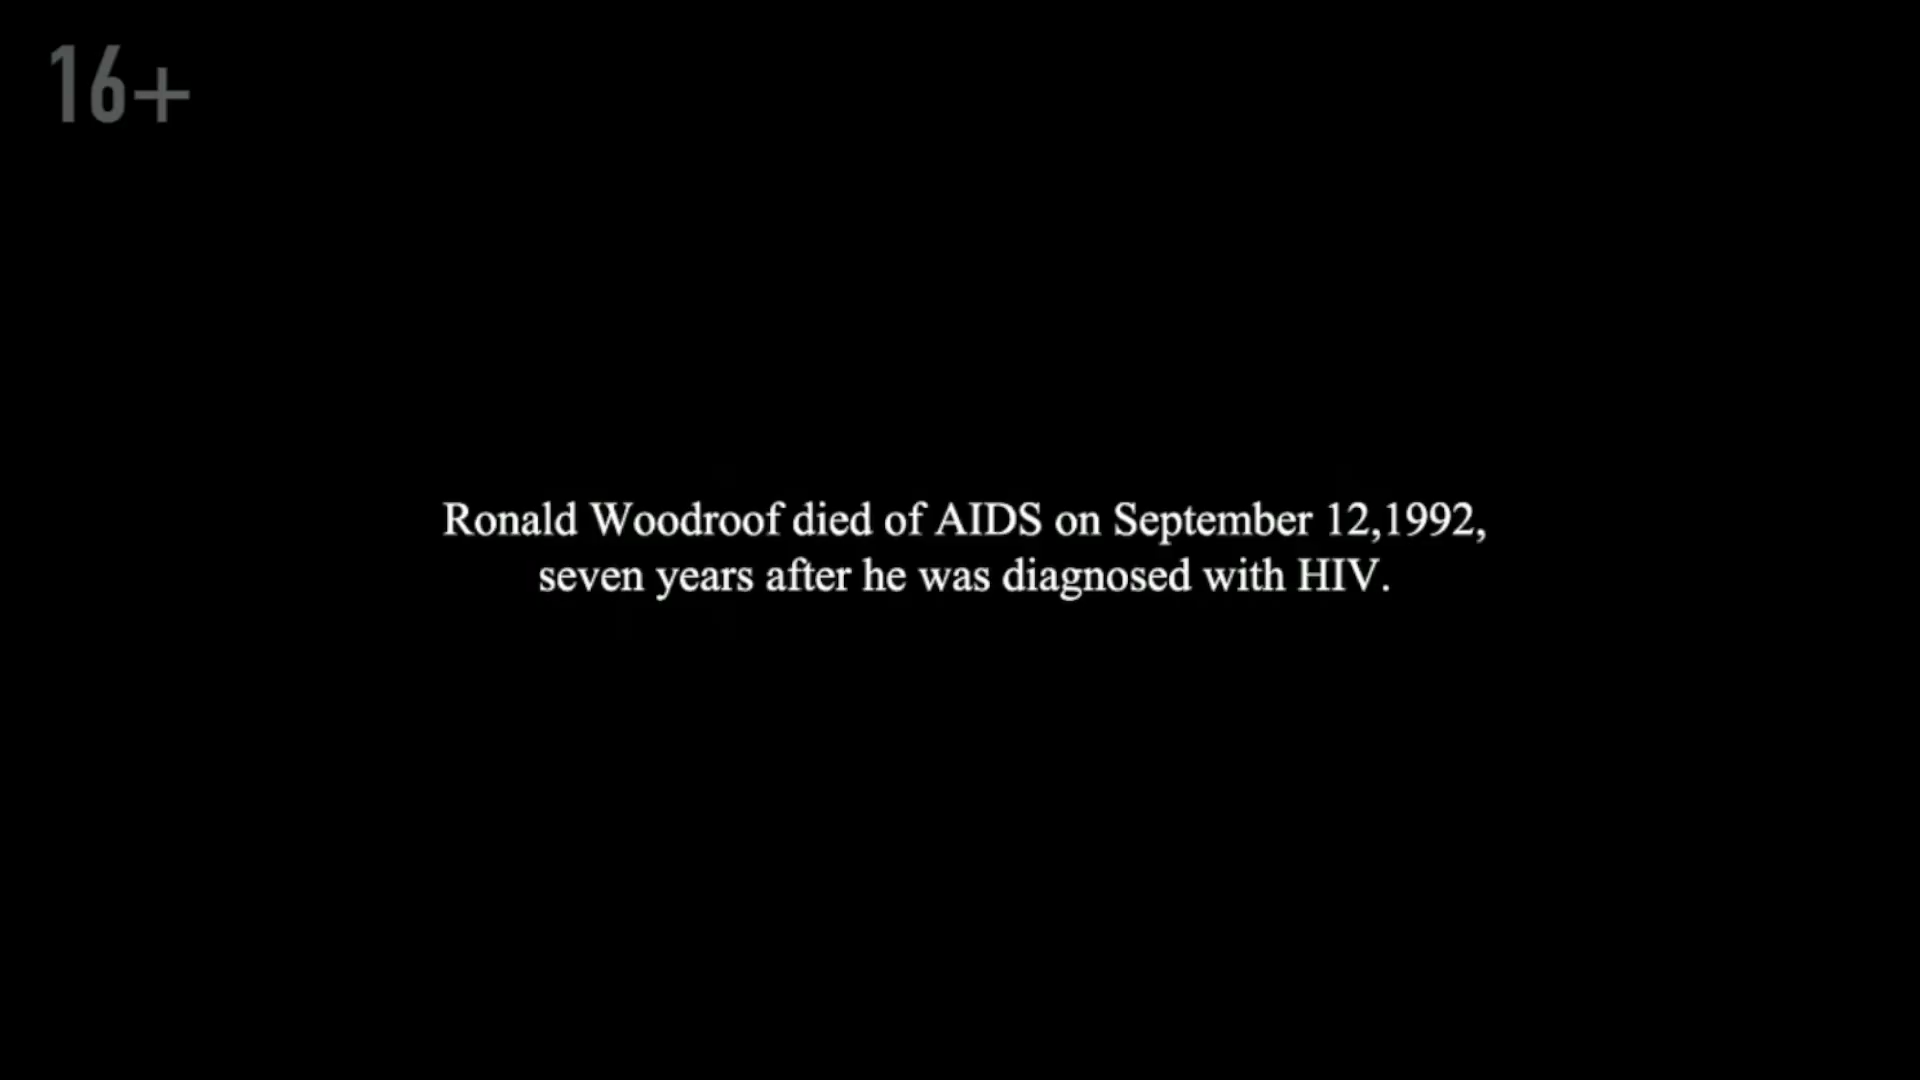 16+
Ronald Woodroof died of AIDS on September 12,1992,
seven years after he was diagnosed with HIV.